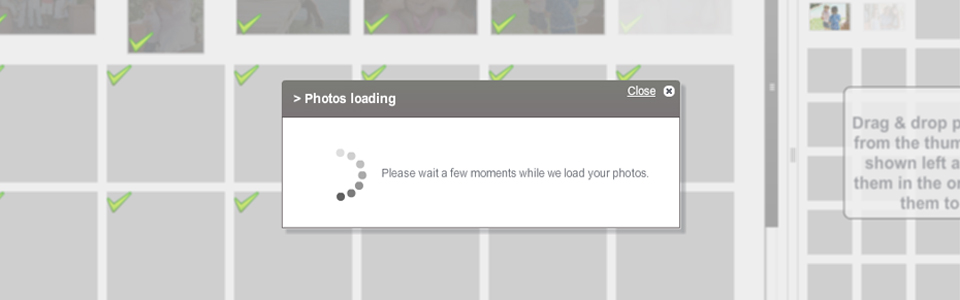 > Photos loading
Close
Please wait a few moments while we load your photos.
Drag & drop
from the
shown left
them in the
them to